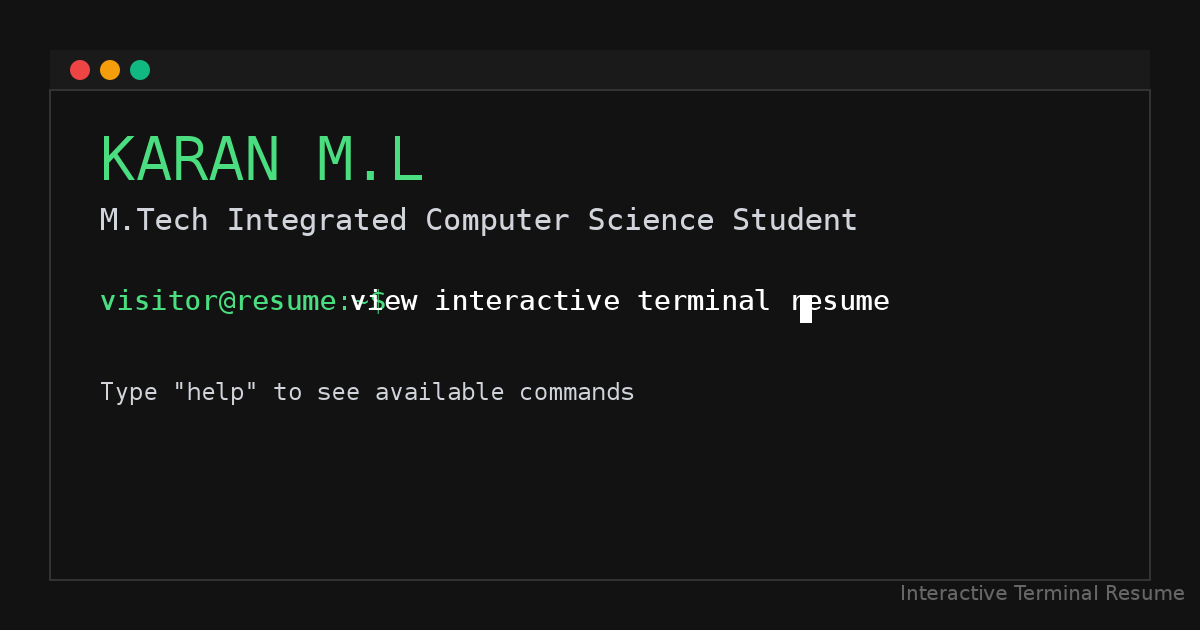 KARAN M.L
M.Tech Integrated Computer Science Student
visitor@resume:~$ view interactive terminal resume
Type "help" to see available commands
Interactive Terminal Resume